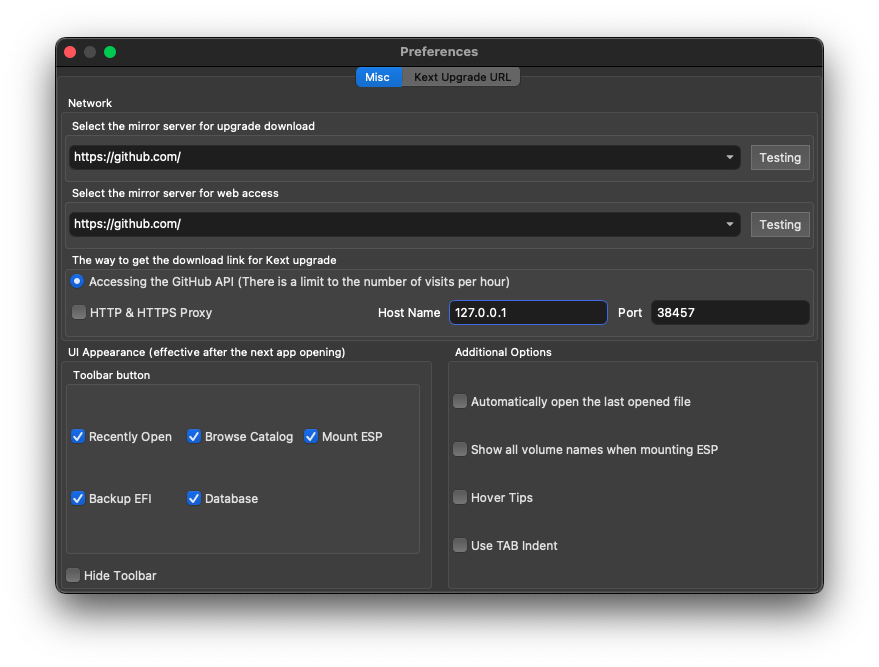 Preferences
Misc Kext Upgrade URL
Network
Select the mirror server for upgrade download
https://github.com/ Testing
Select the mirror server for web access
https://github.com/ Testing
The way to get the download link for Kext upgrade
Accessing the GitHub API (There is a limit to the number of visits per hour)
HTTP & HTTPS Proxy Host Name 127.0.0.1 Port 38457
UI Appearance (effective after the next app opening)
Toolbar button
Recently Open Browse Catalog Mount ESP
Backup EFI Database
Hide Toolbar
Additional Options
Automatically open the last opened file
Show all volume names when mounting ESP
Hover Tips
Use TAB Indent